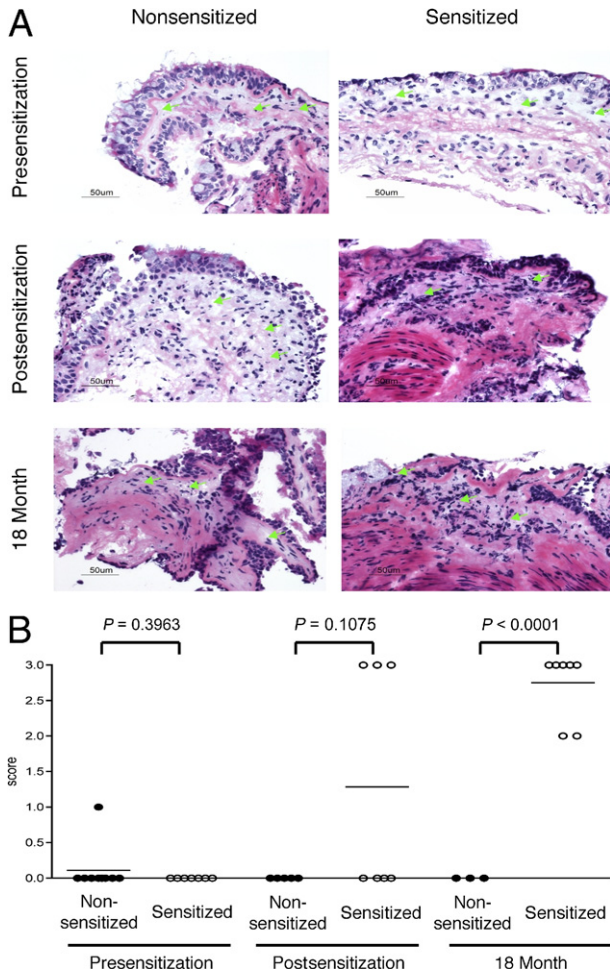 A
Nonsensitized
Sensitized
Presensitization
50um
50um
Postsensitization
50um
50um
18 Month
50um
50um
B
P = 0.3963
P = 0.1075
P < 0.0001
score
3.0
2.5
2.0
1.5
1.0
0.5
0.0
Non-
sensitized
Sensitized
Non-
sensitized
Sensitized
Non-
sensitized
Sensitized
Presensitization
Postsensitization
18 Month